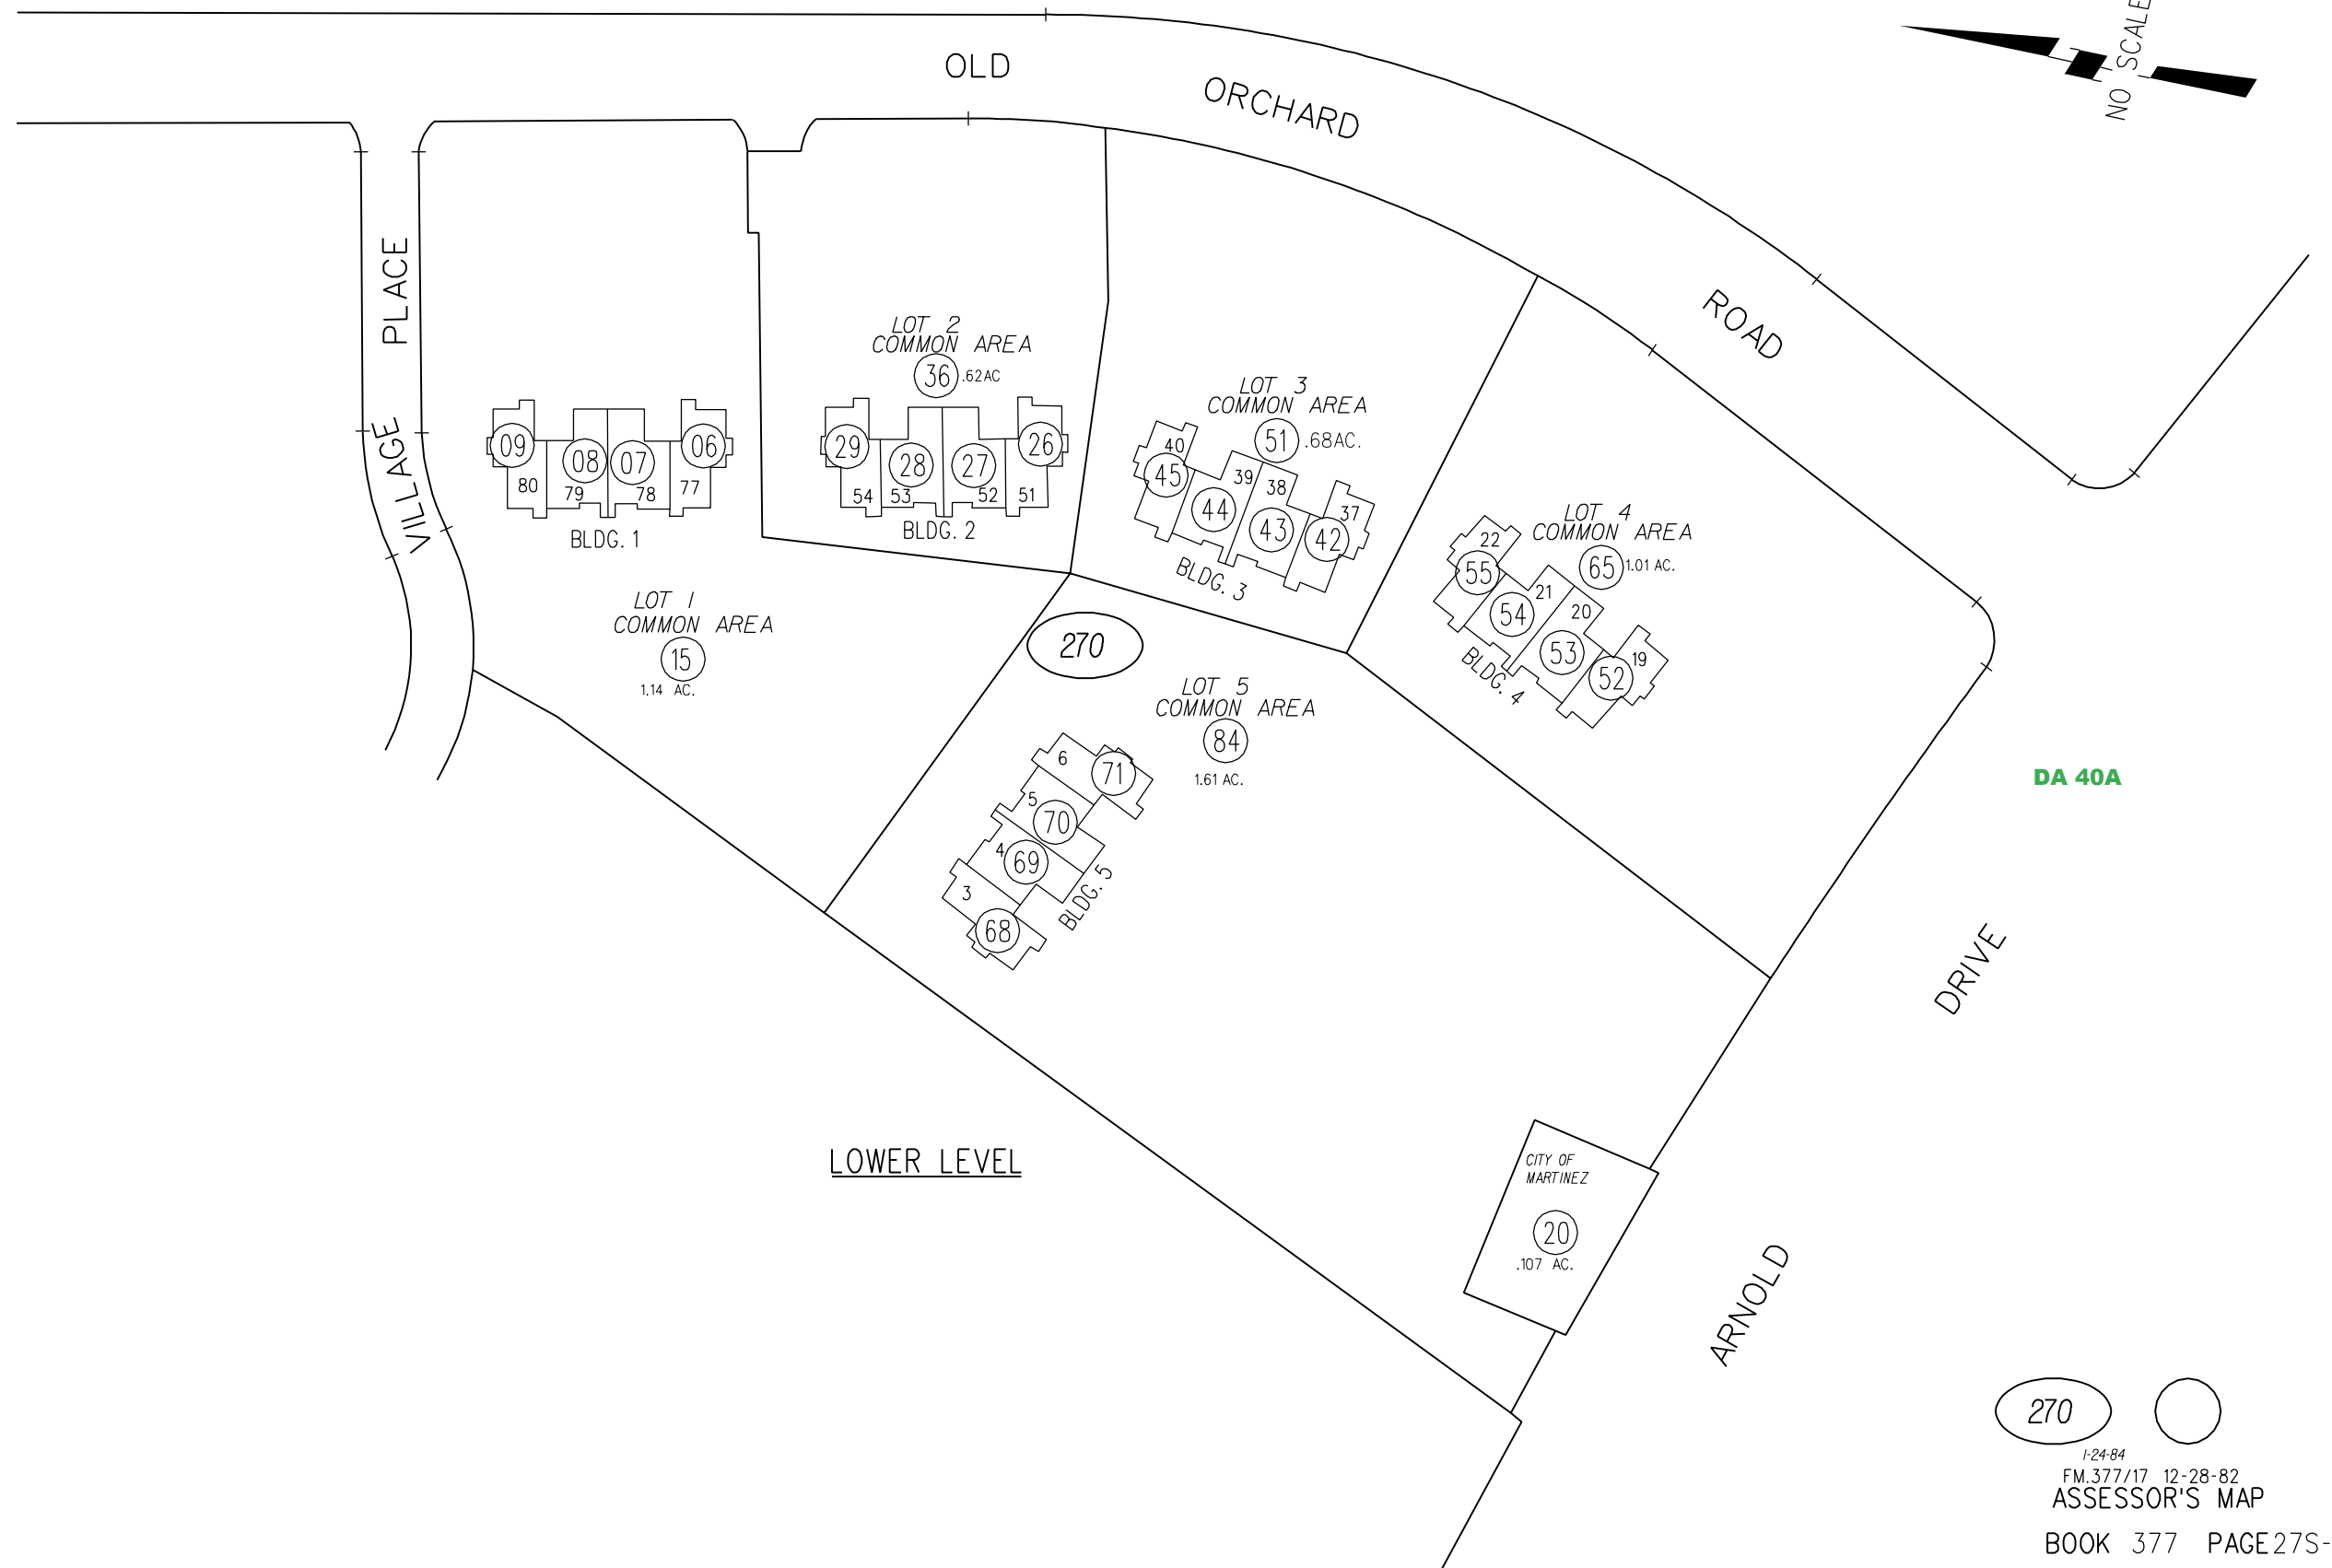 NO SCALE
OLD
ORCHARD
ROAD
VILLAGE PLACE
LOT 2
COMMON AREA
36 .62AC
LOT 3
COMMON AREA
51 .68AC.
09
08
07
06
80
79
78
77
BLDG. 1
29
28
27
26
54
53
52
51
BLDG. 2
40
45
39
38
44
43
37
42
BLDG. 3
LOT 4
COMMON AREA
65 1.01 AC.
22
55
21
54
20
53
19
52
BLDG. 4
LOT 1
COMMON AREA
15
1.14 AC.
270
LOT 5
COMMON AREA
84
1.61 AC.
6
71
5
70
4
69
3
68
BLDG. 5
DA 40A
ARNOLD DRIVE
LOWER LEVEL
CITY OF
MARTINEZ
20
.107 AC.
270
1-24-84
FM.377/17 12-28-82
ASSESSOR'S MAP
BOOK 377 PAGE27S-